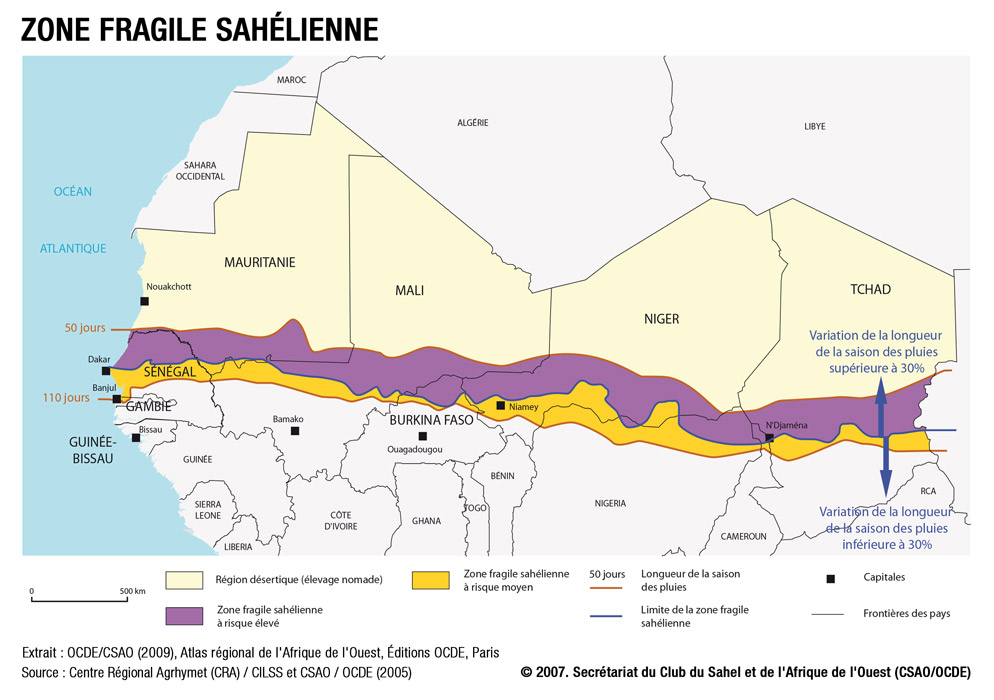 ZONE FRAGILE SAHÉLIENNE
MAROC
ALGÉRIE
LIBYE
SAHARA
OCCIDENTAL
OCÉAN
ATLANTIQUE
MAURITANIE
MALI
NIGER
TCHAD
Nouakchott
50 jours
Variation de la longueur
de la saison des pluies
supérieure à 30%
Dakar
SÉNÉGAL
Banjul
110 jours
GAMBIE
Niamey
Bamako
BURKINA FASO
Bissau
N'Djaména
GUINÉE-
BISSAU
Ouagadougou
GUINÉE
BÉNIN
RCA
SIERRA
LEONE
CÔTE
D'IVOIRE
GHANA
TOGO
NIGERIA
Variation de la longueur
de la saison des pluies
inférieure à 30%
CAMEROUN
LIBERIA
0
500 km
Région désertique (élevage nomade)
Zone fragile sahélienne
à risque élevé
Zone fragile sahélienne
à risque moyen
50 jours
Longueur de la saison
des pluies
Limite de la zone fragile
sahélienne
Capitales
Frontières des pays
Extrait : OCDE/CSAO (2009), Atlas régional de l'Afrique de l'Ouest, Éditions OCDE, Paris
Source : Centre Régional Agrhymet (CRA) / CILSS et CSAO / OCDE (2005)
© 2007. Secrétariat du Club du Sahel et de l'Afrique de l'Ouest (CSAO/OCDE)